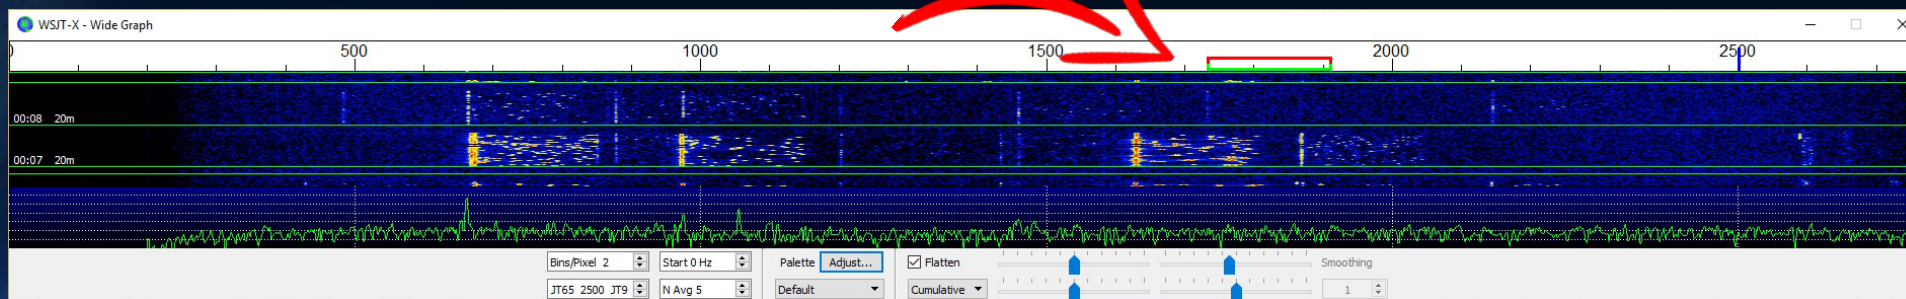 WSJT-X - Wide Graph
500 1000 1500 2000 2500
00:08 20m
00:07 20m
Bins/Pixel 2 Start 0 Hz Palette Adjust... Flatten Smoothing
JT65 2500 JT9 N Avg 5 Default Cumulative 1